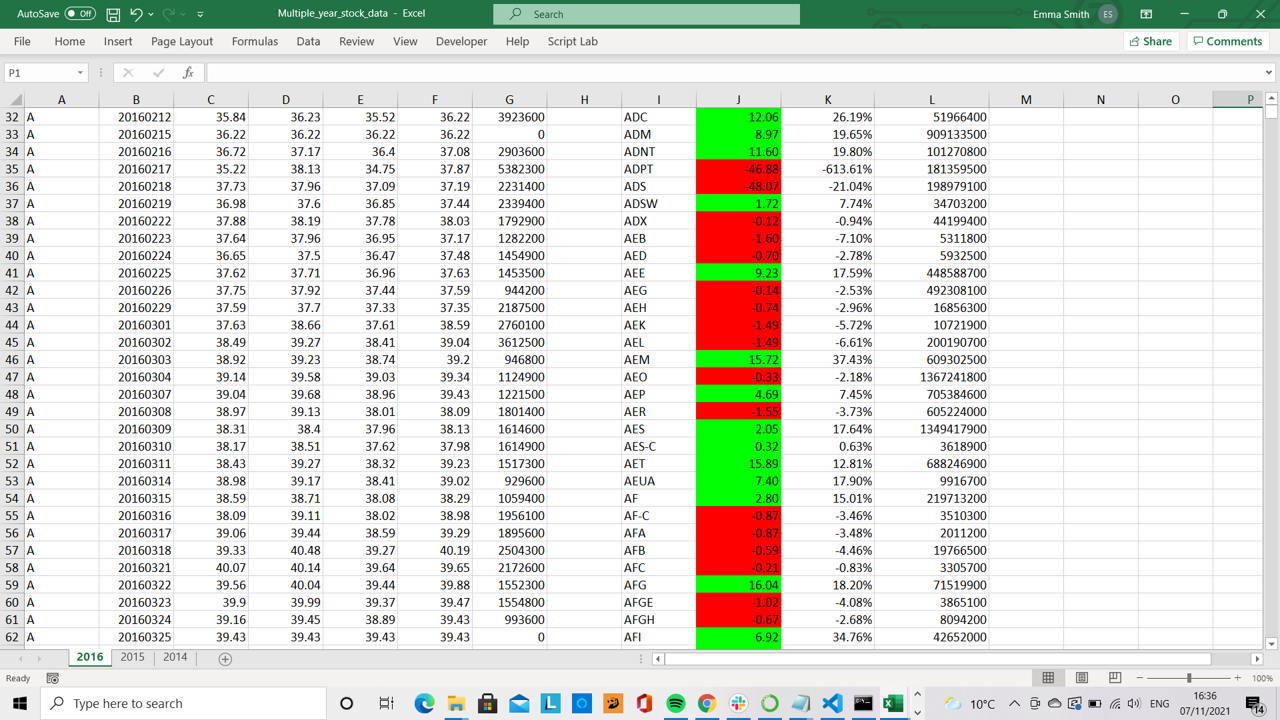 AutoSave Off Multiple_year_stock_data - Excel Search Emma Smith ES
File Home Insert Page Layout Formulas Data Review View Developer Help Script Lab Share Comments
P1 fx
A B C D E F G H I J K L M N O P
32 A 20160212 35.84 36.23 35.52 36.22 3923600 ADC 12.06 26.19% 51966400
33 A 20160215 36.22 36.22 36.22 36.22 0 ADM 8.97 19.65% 909133500
34 A 20160216 36.72 37.17 36.4 37.08 2903600 ADNT 11.60 19.80% 101270800
35 A 20160217 35.22 38.13 34.75 37.87 5382300 ADPT -46.88 -613.61% 181359500
36 A 20160218 37.73 37.96 37.09 37.19 2231400 ADS -48.07 -21.04% 198979100
37 A 20160219 36.98 37.6 36.85 37.44 2339400 ADSW 1.72 7.74% 34703200
38 A 20160222 37.88 38.19 37.78 38.03 1792900 ADX -0.12 -0.94% 44199400
39 A 20160223 37.64 37.96 36.95 37.17 1282200 AEB -1.60 -7.10% 5311800
40 A 20160224 36.65 37.5 36.47 37.48 1454900 AED -0.70 -2.78% 5932500
41 A 20160225 37.62 37.71 36.96 37.63 1453500 AEE 9.23 17.59% 448588700
42 A 20160226 37.75 37.92 37.44 37.59 944200 AEG -0.14 -2.53% 492308100
43 A 20160229 37.59 37.7 37.33 37.35 2187500 AEH -0.74 -2.96% 16856300
44 A 20160301 37.63 38.66 37.61 38.59 2760100 AEK -1.49 -5.72% 10721900
45 A 20160302 38.49 39.27 38.41 39.04 3612500 AEL -1.49 -6.61% 200190700
46 A 20160303 38.92 39.23 38.74 39.2 946800 AEM 15.72 37.43% 609302500
47 A 20160304 39.14 39.58 39.03 39.34 1124900 AEO -0.33 -2.18% 1367241800
48 A 20160307 39.04 39.68 38.96 39.43 1221500 AEP 4.69 7.45% 705384600
49 A 20160308 38.97 39.13 38.01 38.09 1801400 AER -1.55 -3.73% 605224000
50 A 20160309 38.31 38.4 37.96 38.13 1614600 AES 2.05 17.64% 1349417900
51 A 20160310 38.17 38.51 37.62 37.98 1614900 AES-C 0.32 0.63% 3618900
52 A 20160311 38.43 39.27 38.32 39.23 1517300 AET 15.89 12.81% 688246900
53 A 20160314 38.98 39.17 38.41 39.02 929600 AEUA 7.40 17.90% 9916700
54 A 20160315 38.59 38.71 38.08 38.29 1059400 AF 2.80 15.01% 219713200
55 A 20160316 38.09 39.11 38.02 38.98 1956100 AF-C -0.87 -3.46% 3510300
56 A 20160317 39.06 39.44 38.59 39.29 1895600 AFA -0.87 -3.48% 2011200
57 A 20160318 39.33 40.48 39.27 40.19 2504300 AFB -0.59 -4.46% 19766500
58 A 20160321 40.07 40.14 39.64 39.65 2172600 AFC -0.21 -0.83% 3305700
59 A 20160322 39.56 40.04 39.44 39.88 1552300 AFG 16.04 18.20% 71519900
60 A 20160323 39.9 39.99 39.37 39.47 1554800 AFGE -1.02 -4.08% 3865100
61 A 20160324 39.16 39.45 38.89 39.43 993600 AFGH -0.67 -2.68% 8094200
62 A 20160325 39.43 39.43 39.43 39.43 0 AFI 6.92 34.76% 42652000
2016 2015 2014
Ready 100%
Type here to search 10°C ENG 16:36 07/11/2021 14